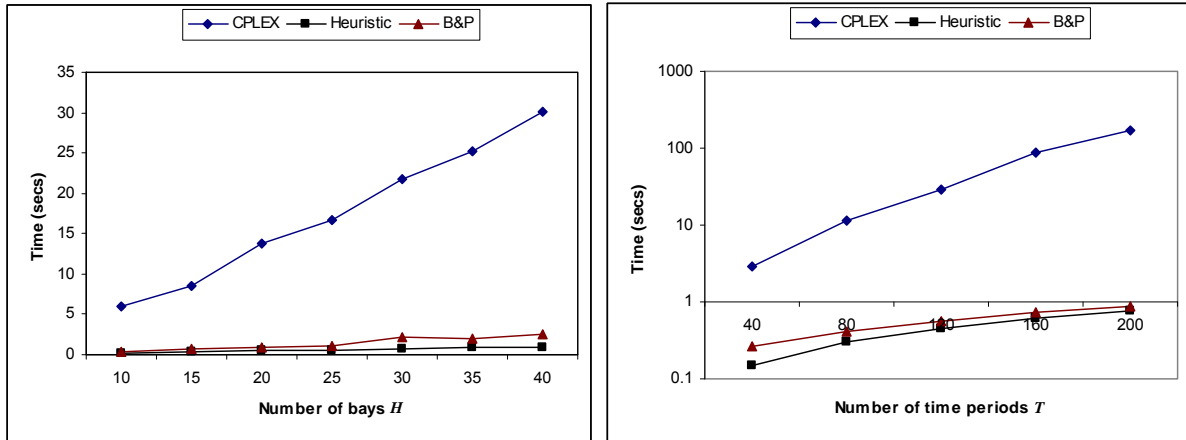 CPLEX Heuristic B&P
35
30
25
20
15
10
5
0
Time (secs)
10 15 20 25 30 35 40
Number of bays H
CPLEX Heuristic B&P
1000
100
10
1
0.1
Time (secs)
40 80 120 160 200
Number of time periods T